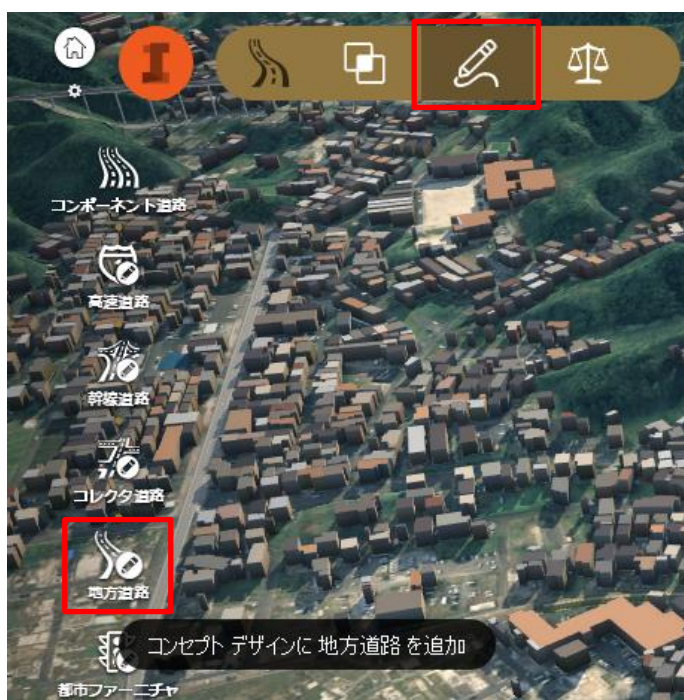 コンポーネント道路
高速道路
幹線道路
コレクタ道路
地方道路
コンセプト デザインに 地方道路 を追加
都市ファーニチャ